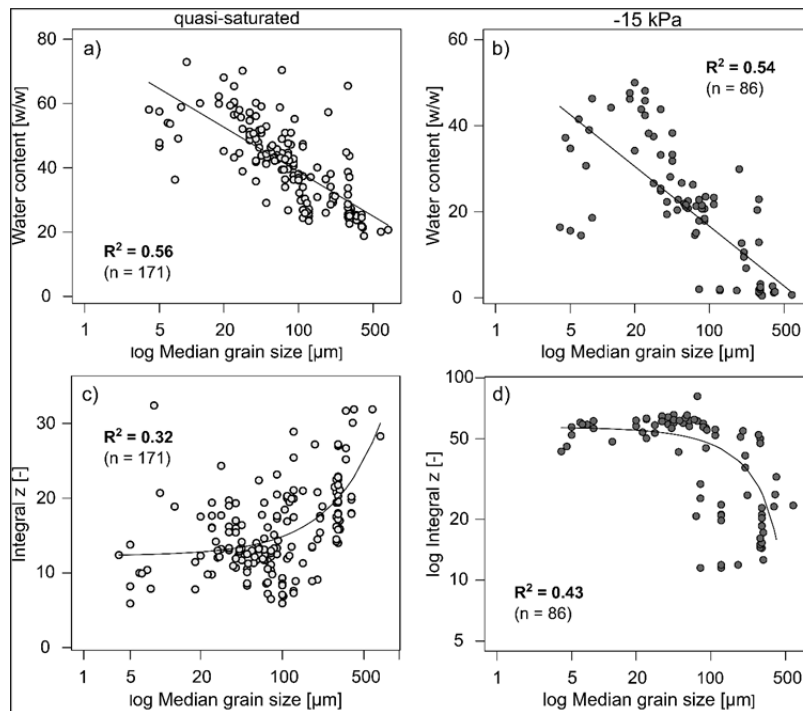 quasi-saturated
-15 kPa
a)
Water content [w/w]
80
60
40
20
0
R² = 0.56
(n = 171)
1
5
20
100
500
log Median grain size [µm]
b)
Water content [w/w]
60
40
20
0
R² = 0.54
(n = 86)
1
5
20
100
500
log Median grain size [µm]
c)
Integral z [-]
30
20
10
0
R² = 0.32
(n = 171)
1
5
20
100
500
log Median grain size [µm]
d)
log Integral z [-]
100
50
20
10
5
R² = 0.43
(n = 86)
1
5
20
100
500
log Median grain size [µm]